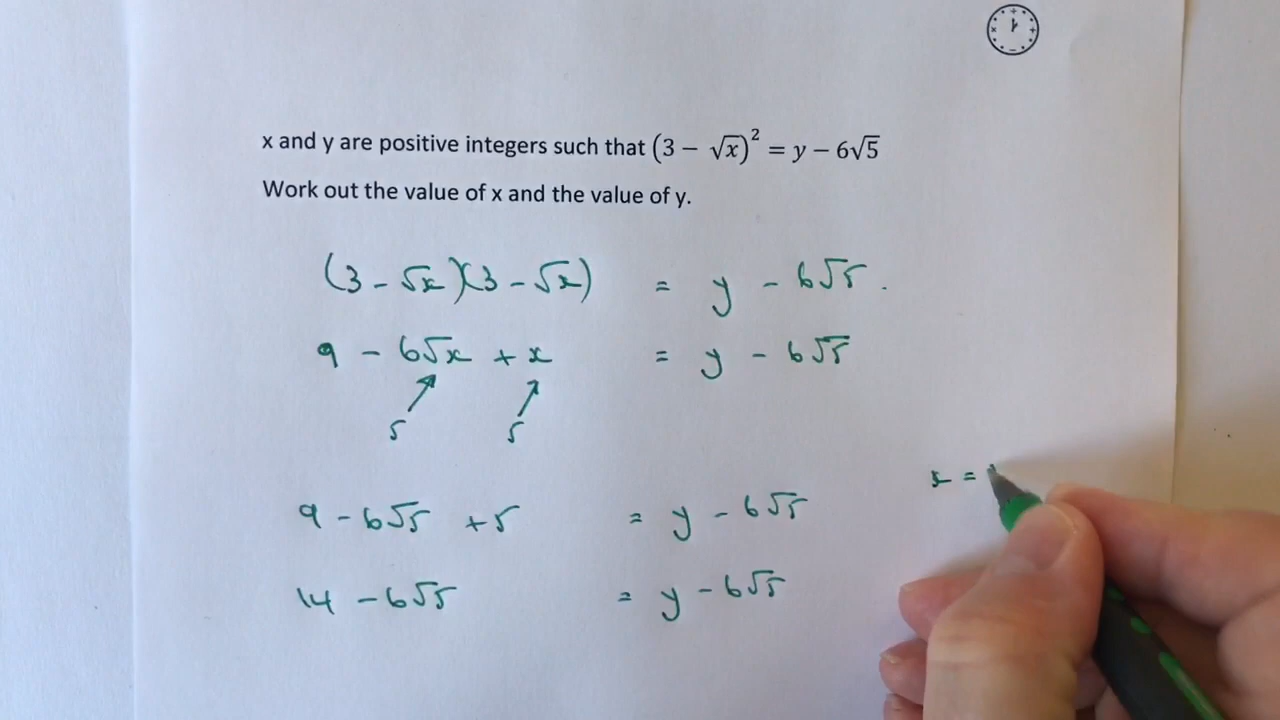 x and y are positive integers such that (3 − √x)² = y − 6√5
Work out the value of x and the value of y.
(3 - √x)(3 - √x) = y - 6√5.
9 - 6√x + x = y - 6√5
5 5
x =
9 - 6√5 + 5 = y - 6√5
14 - 6√5 = y - 6√5